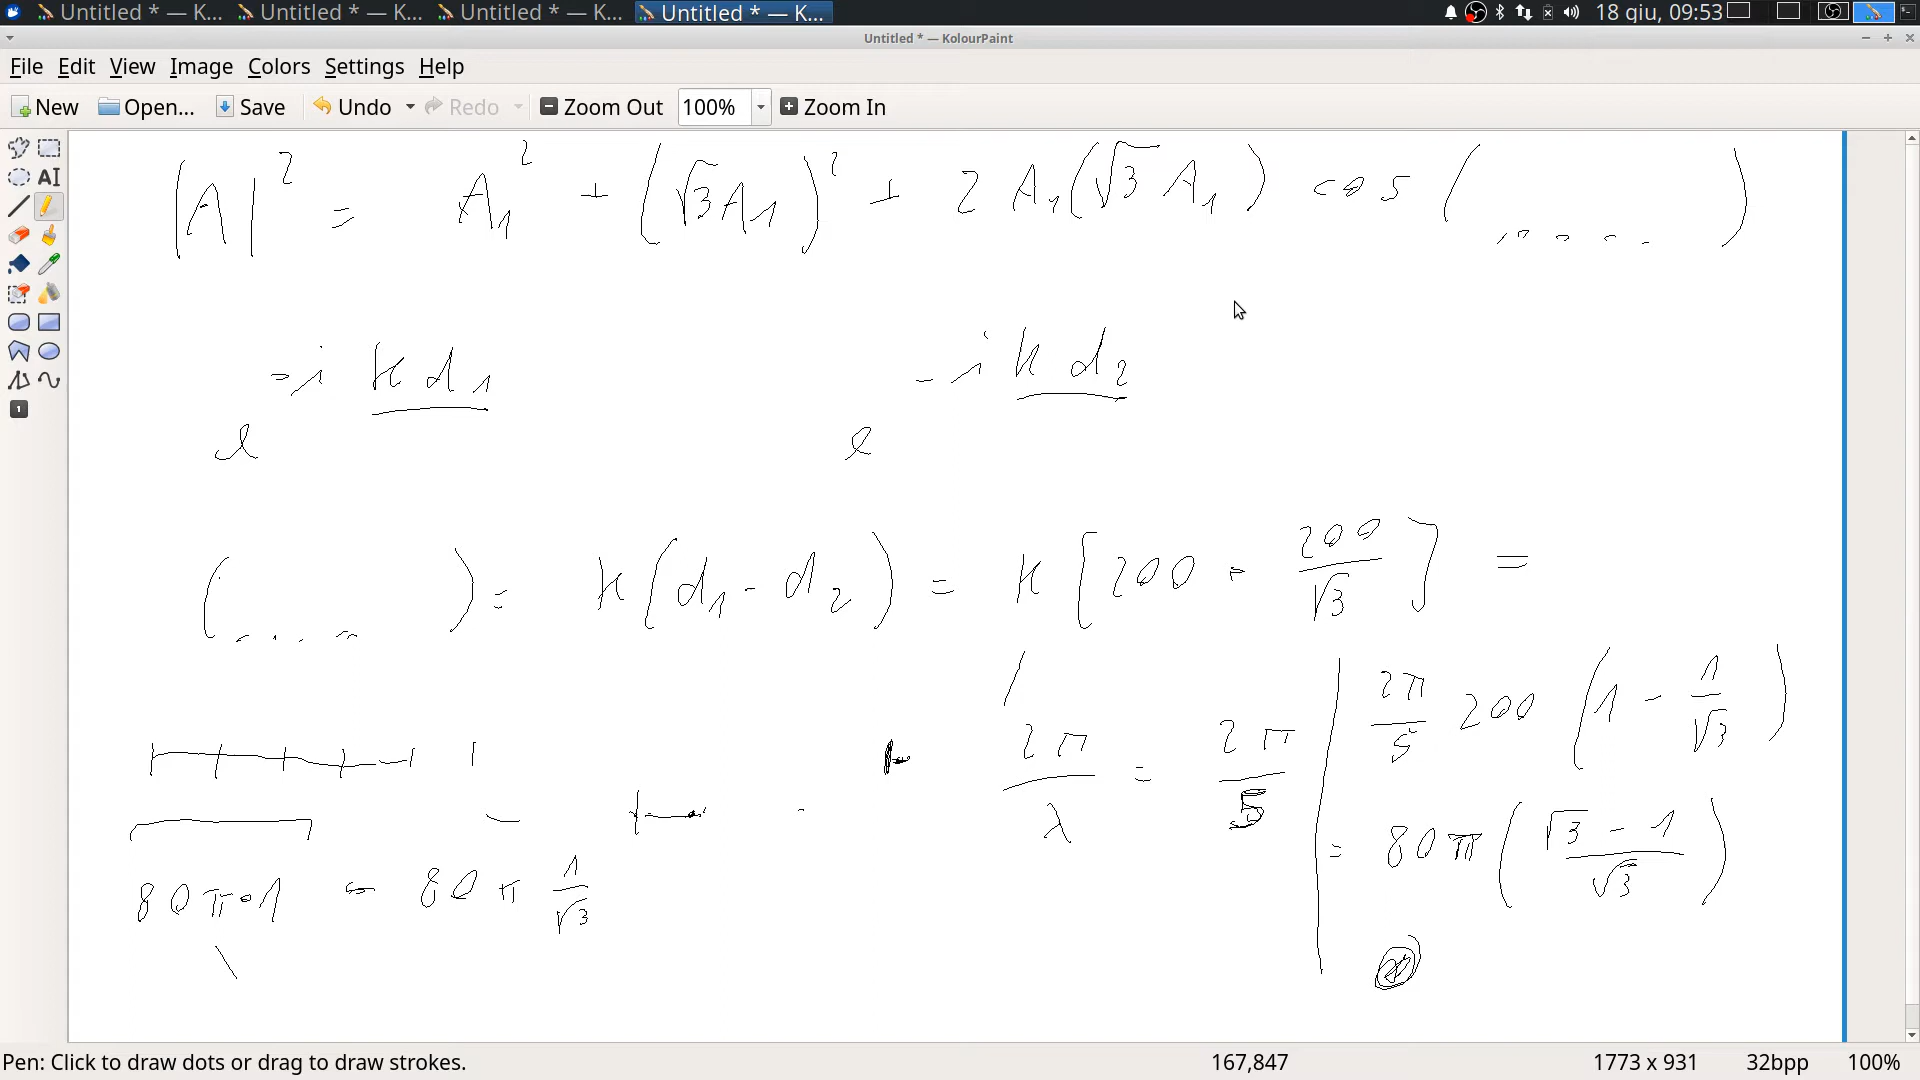 Untitled * — K... Untitled * — K... Untitled * — K... Untitled * — K... 18 giu, 09:53
Untitled * — KolourPaint
File Edit View Image Colors Settings Help
New Open... Save Undo Redo Zoom Out 100% Zoom In
|A|² = A₁² + (√3A₁)² + 2 A₁(√3 A₁) cos (.....)
e^(-i k d₁) e^(-i k d₂)
(....) = k(d₁ - d₂) = k[200 - 200/√3] =
2π/λ = 2π/5 | 2π/5 200 (1 - 1/√3)
= 80π((√3 - 1)/√3)
80π·1 - 80π 1/√3
Pen: Click to draw dots or drag to draw strokes. 167,847 1773 x 931 32bpp 100%